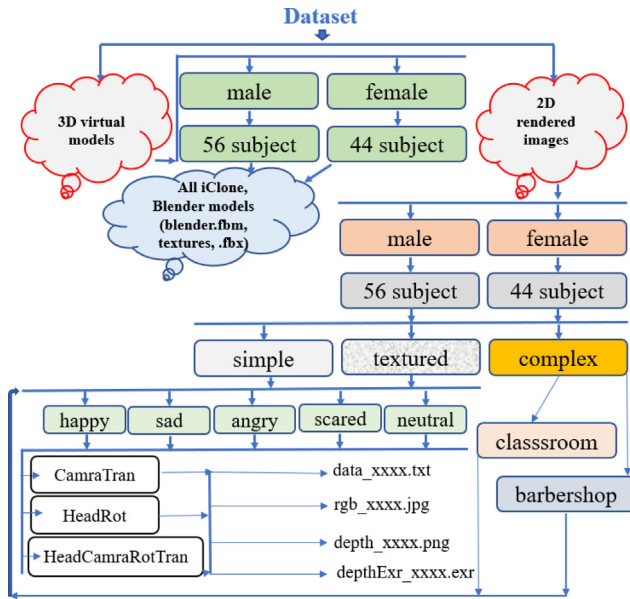 Dataset
3D virtual
models
male
female
56 subject
44 subject
2D
rendered
images
All iClone,
Blender models
(blender.fbm,
textures, .fbx)
male
female
56 subject
44 subject
simple
textured
complex
happy
sad
angry
scared
neutral
classsroom
barbershop
CamraTran
HeadRot
HeadCamraRotTran
data_xxxx.txt
rgb_xxxx.jpg
depth_xxxx.png
depthExr_xxxx.exr